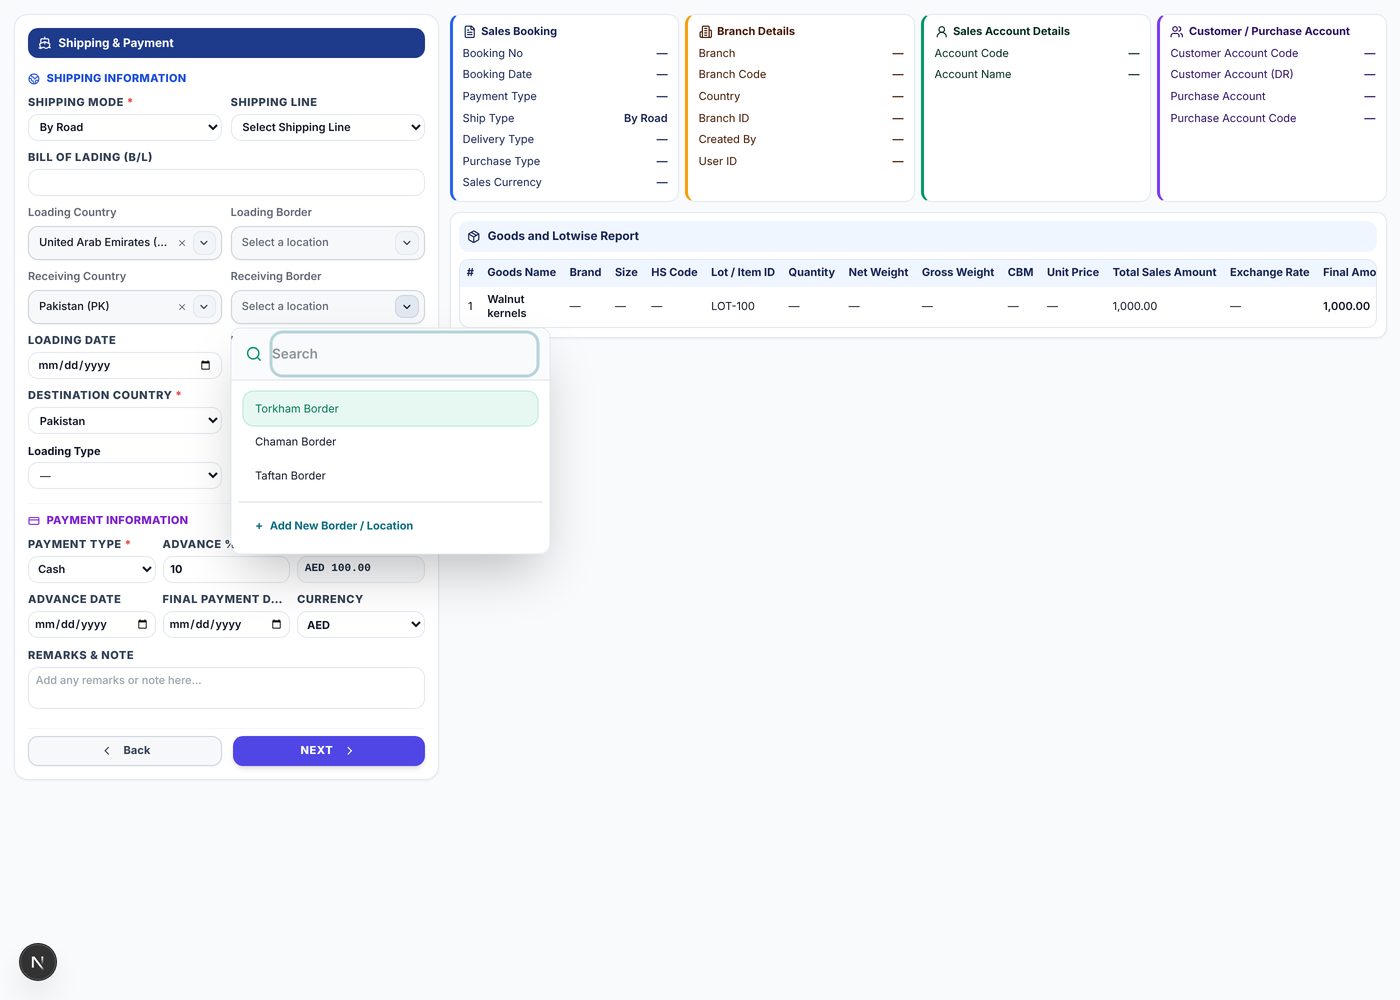 Shipping & Payment
SHIPPING INFORMATION
SHIPPING MODE *
SHIPPING LINE
By Road
Select Shipping Line
BILL OF LADING (B/L)
Loading Country
Loading Border
United Arab Emirates (...
Select a location
Receiving Country
Receiving Border
Pakistan (PK)
Select a location
LOADING DATE
mm/dd/yyyy
DESTINATION COUNTRY *
Pakistan
Loading Type
—
Search
Torkham Border
Chaman Border
Taftan Border
+ Add New Border / Location
PAYMENT INFORMATION
PAYMENT TYPE *
ADVANCE %
Cash
10
AED 100.00
ADVANCE DATE
FINAL PAYMENT D...
CURRENCY
mm/dd/yyyy
mm/dd/yyyy
AED
REMARKS & NOTE
Add any remarks or note here...
Back
NEXT
Sales Booking
Booking No —
Booking Date —
Payment Type —
Ship Type By Road
Delivery Type —
Purchase Type —
Sales Currency —
Branch Details
Branch —
Branch Code —
Country —
Branch ID —
Created By —
User ID —
Sales Account Details
Account Code —
Account Name —
Customer / Purchase Account
Customer Account Code —
Customer Account (DR) —
Purchase Account —
Purchase Account Code —
Goods and Lotwise Report
# Goods Name Brand Size HS Code Lot / Item ID Quantity Net Weight Gross Weight CBM Unit Price Total Sales Amount Exchange Rate Final Amo
1 Walnut kernels — — — LOT-100 — — — — — 1,000.00 — 1,000.00
N